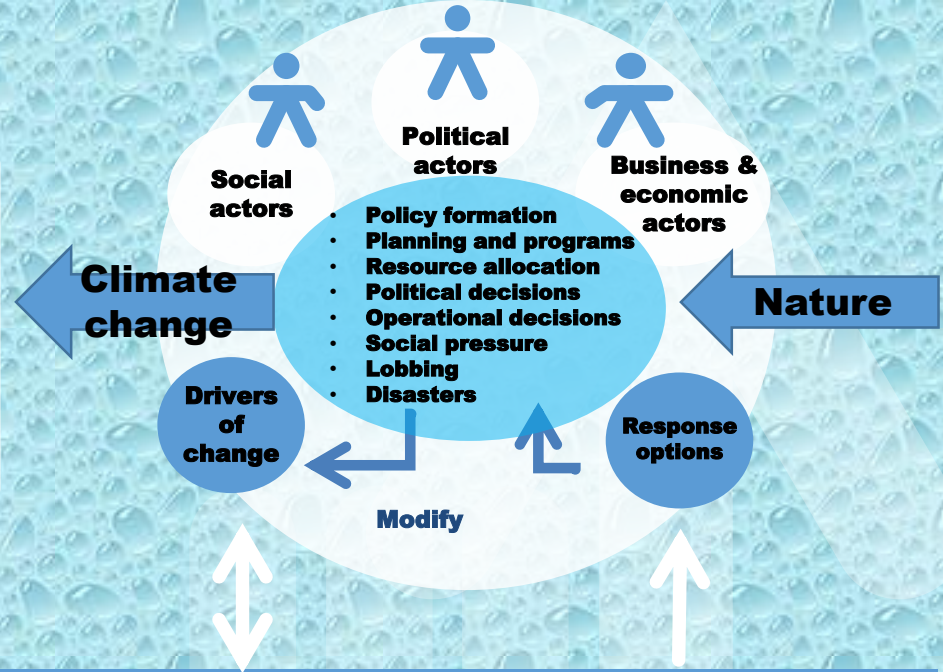 Political
actors
Social
actors
Business &
economic
actors
• Policy formation
• Planning and programs
• Resource allocation
• Political decisions
• Operational decisions
• Social pressure
• Lobbing
• Disasters
Climate
change
Nature
Drivers
of
change
Response
options
Modify